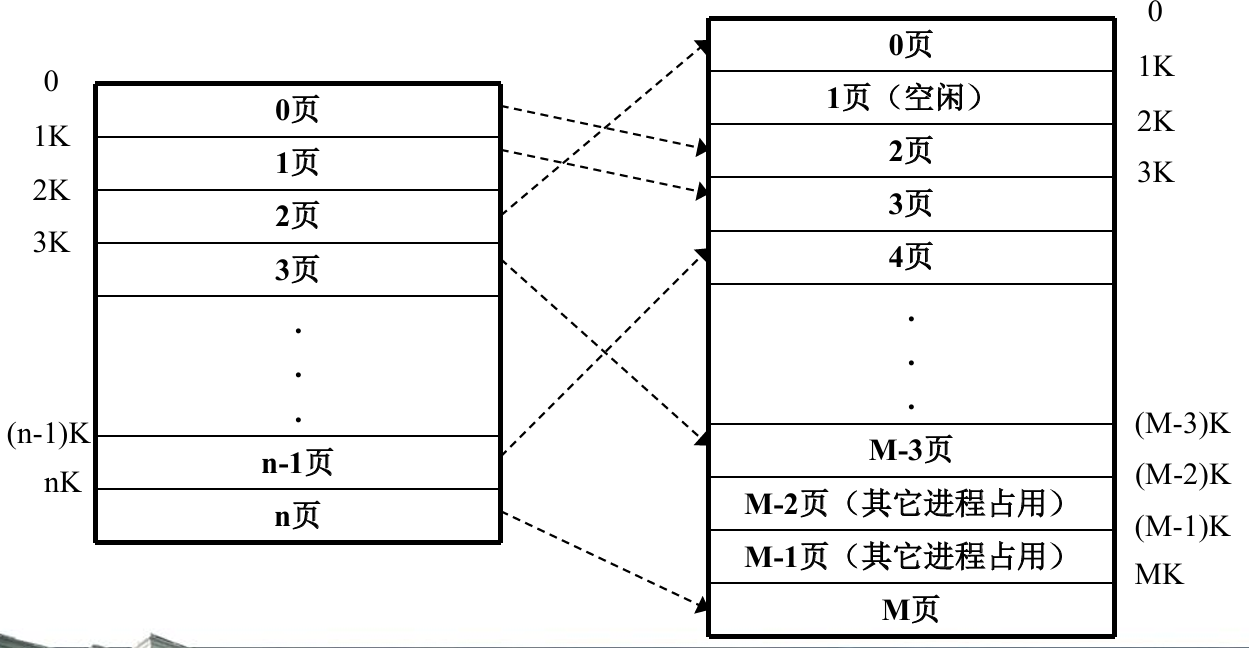 0
1K
2K
3K
(n-1)K
nK
0页
1页
2页
3页
.
.
.
n-1页
n页
0页
1页（空闲）
2页
3页
4页
.
.
.
M-3页
M-2页（其它进程占用）
M-1页（其它进程占用）
M页
0
1K
2K
3K
(M-3)K
(M-2)K
(M-1)K
MK